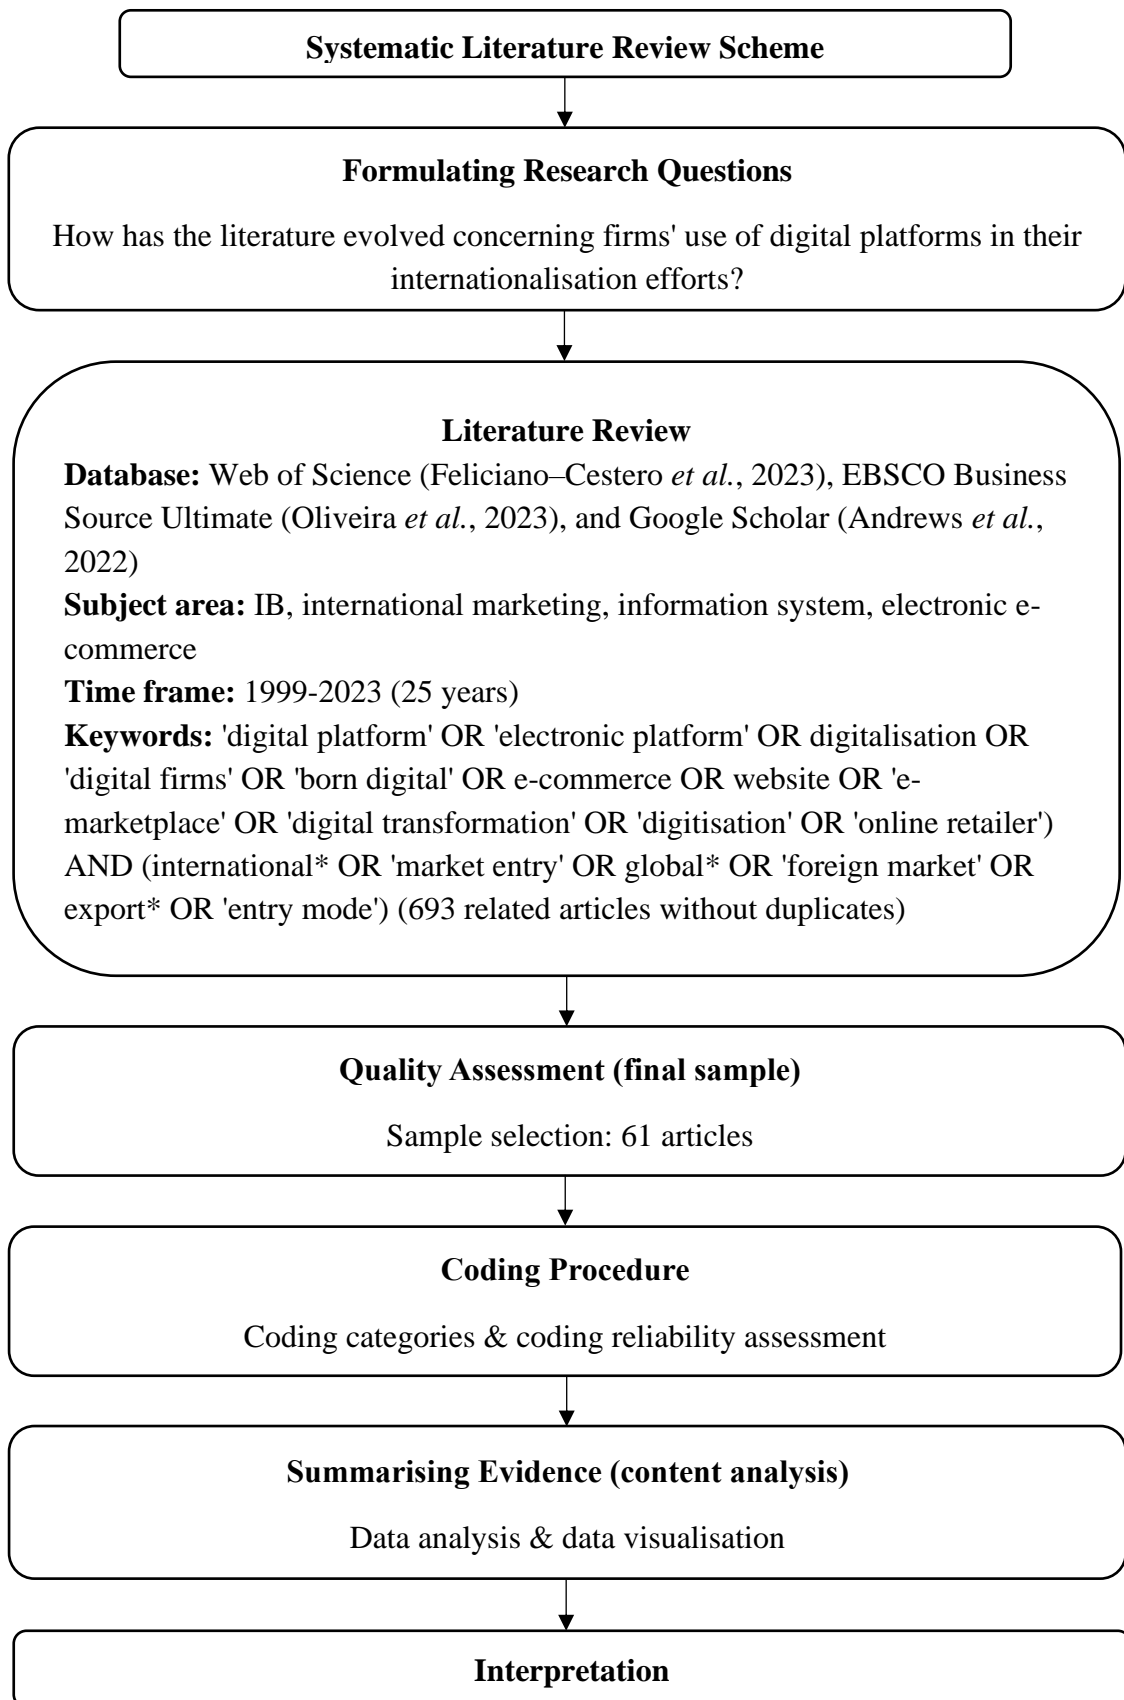 Systematic Literature Review Scheme
Formulating Research Questions
How has the literature evolved concerning firms' use of digital platforms in their
internationalisation efforts?
Literature Review
Database: Web of Science (Feliciano–Cestero et al., 2023), EBSCO Business
Source Ultimate (Oliveira et al., 2023), and Google Scholar (Andrews et al.,
2022)
Subject area: IB, international marketing, information system, electronic e-
commerce
Time frame: 1999-2023 (25 years)
Keywords: 'digital platform' OR 'electronic platform' OR digitalisation OR
'digital firms' OR 'born digital' OR e-commerce OR website OR 'e-
marketplace' OR 'digital transformation' OR 'digitisation' OR 'online retailer')
AND (international* OR 'market entry' OR global* OR 'foreign market' OR
export* OR 'entry mode') (693 related articles without duplicates)
Quality Assessment (final sample)
Sample selection: 61 articles
Coding Procedure
Coding categories & coding reliability assessment
Summarising Evidence (content analysis)
Data analysis & data visualisation
Interpretation